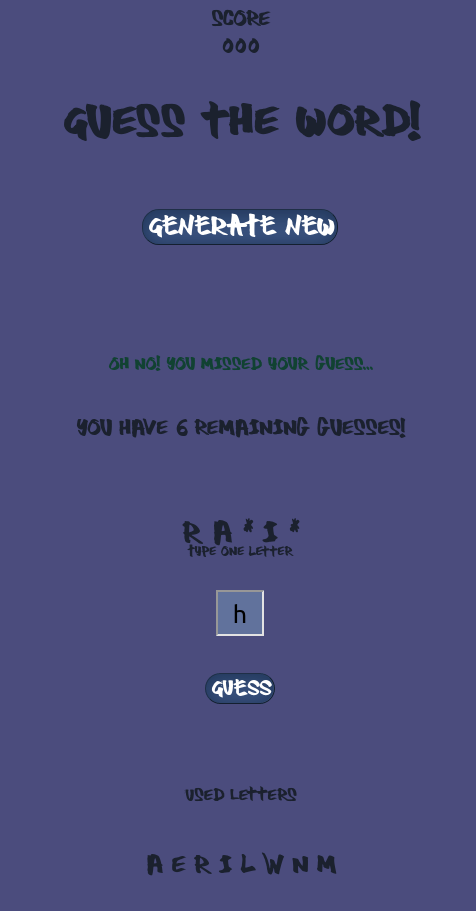 SCORE
000
GUESS THE WORD!
GENERATE NEW
OH NO! YOU MISSED YOUR GUESS...
YOU HAVE 6 REMAINING GUESSES!
R A * I *
TYPE ONE LETTER
h
GUESS
USED LETTERS
A E R I L W N M